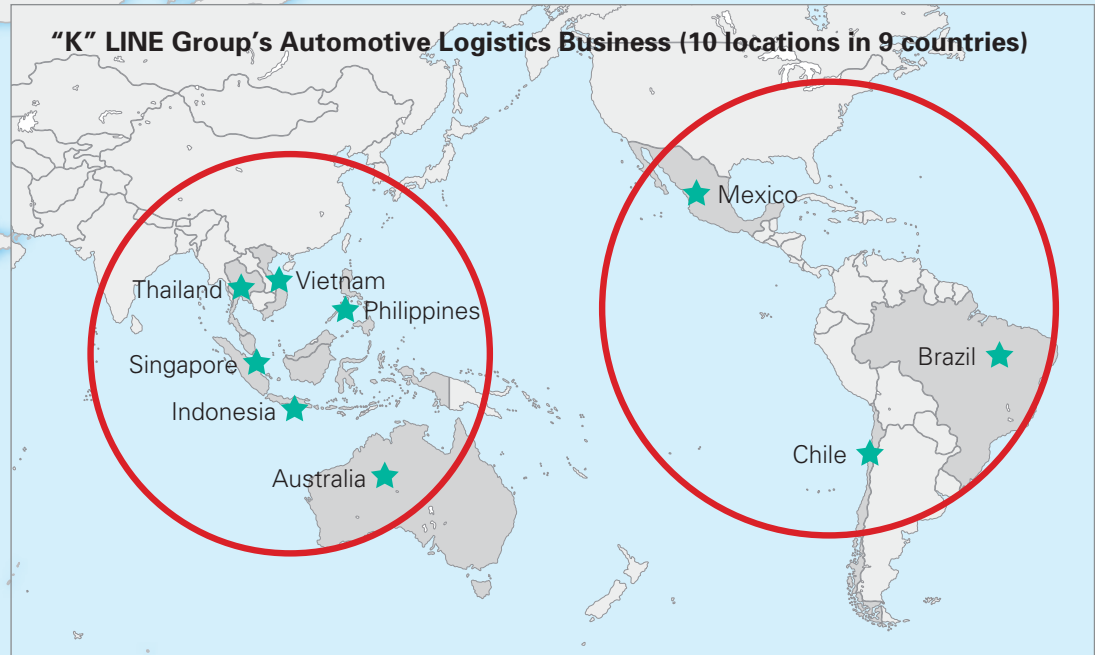 “K” LINE Group’s Automotive Logistics Business (10 locations in 9 countries)
Mexico
Thailand
Vietnam
Philippines
Singapore
Brazil
Indonesia
Chile
Australia